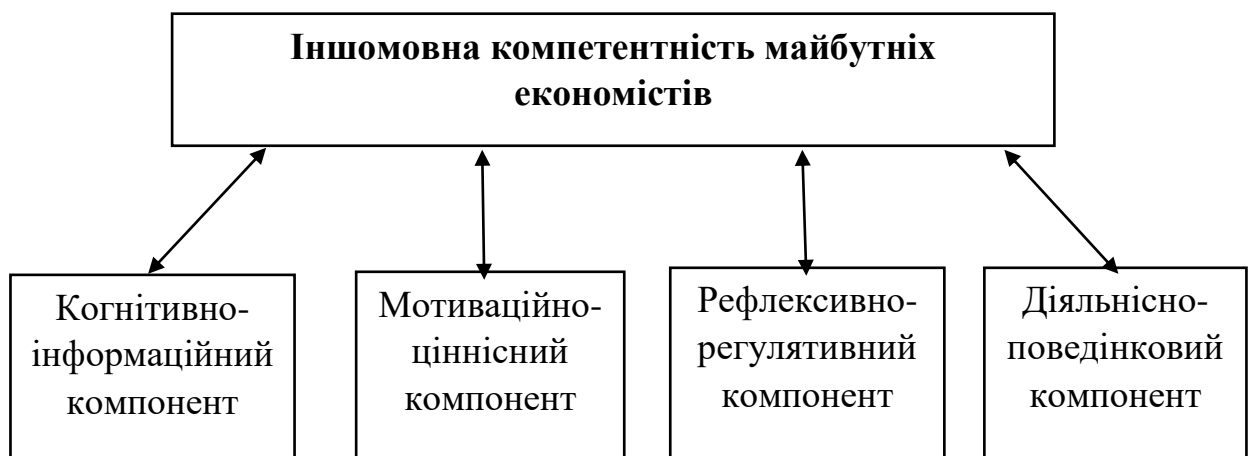 Іншомовна компетентність майбутніх
економістів
Когнітивно-
інформаційний
компонент
Мотиваційно-
ціннісний
компонент
Рефлексивно-
регулятивний
компонент
Діяльнісно-
поведінковий
компонент